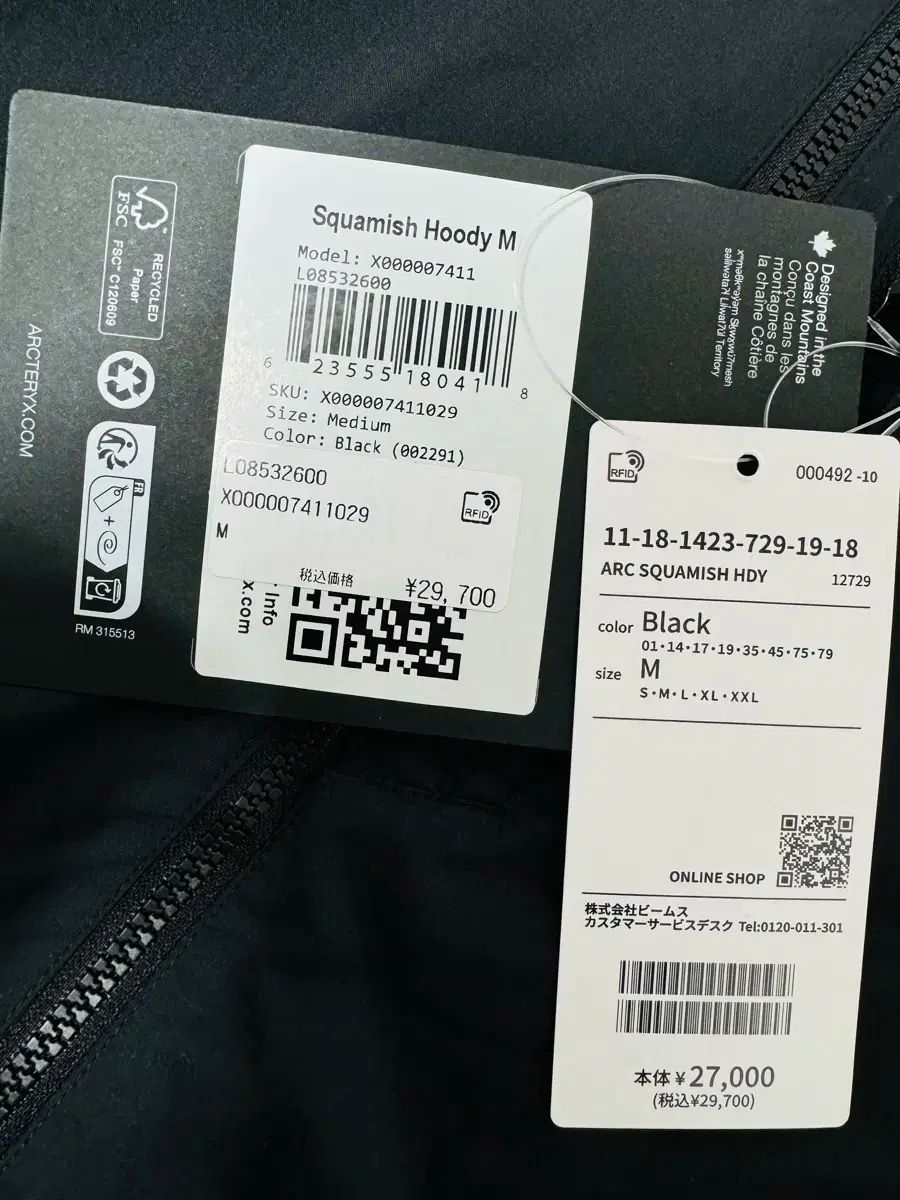 FSC
RECYCLED
Paper
FSC™ C120609
ARCTERYX.COM
FR
RM 315513
Squamish Hoody M
Model: X000007411
L08532600
6 23555 18041 8
SKU: X000007411029
Size: Medium
Color: Black (002291)
L08532600
X000007411029
M
RFID
税込価格
¥29,700
Info
x.com
Designed in the
Coast Mountains
Conçu dans les
montagnes de
la chaîne Côtière
Territory
RFID
000492 -10
11-18-1423-729-19-18
ARC SQUAMISH HDY 12729
color Black
01・14・17・19・35・45・75・79
size M
S・M・L・XL・XXL
ONLINE SHOP
株式会社ビームス
カスタマーサービスデスク Tel:0120-011-301
本体 ¥27,000
(税込¥29,700)